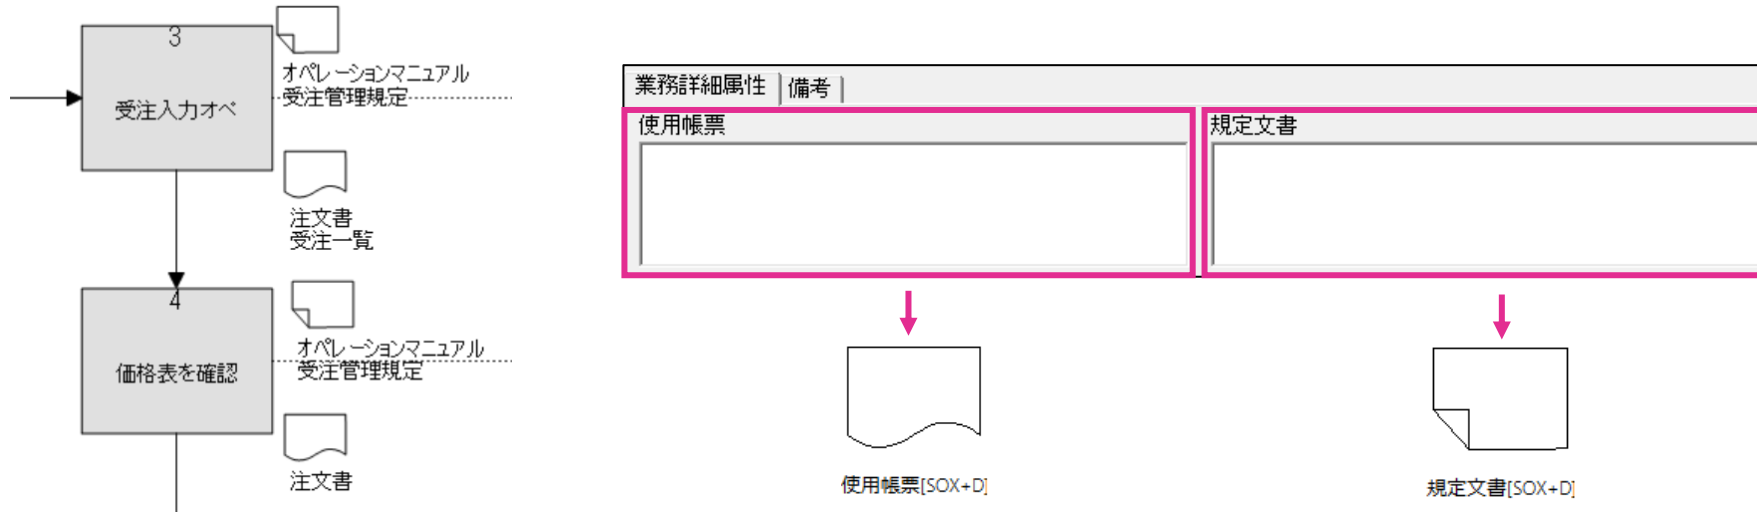 3
受注入力オペ
オペレーションマニュアル
受注管理規定
注文書
受注一覧
4
価格表を確認
オペレーションマニュアル
受注管理規定
注文書
業務詳細属性
備考
使用帳票
規定文書
使用帳票[SOX+D]
規定文書[SOX+D]